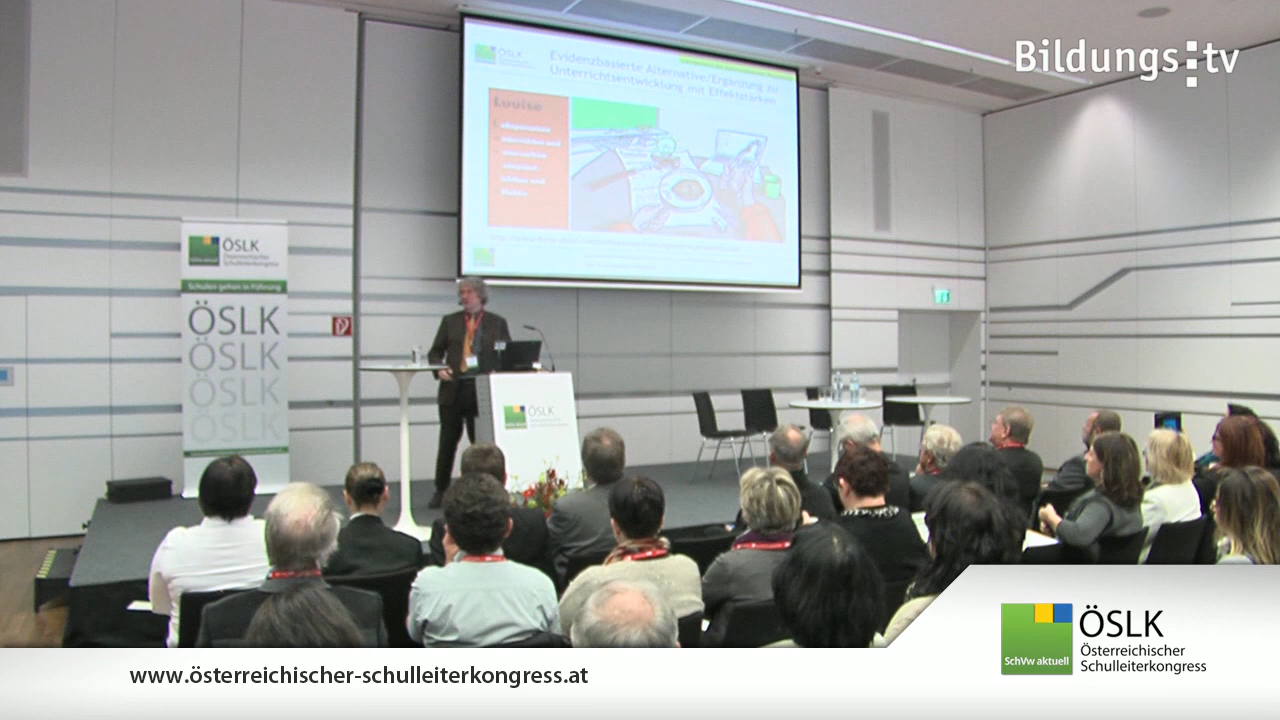 Bildungs:tv
ÖSLK
Evidenzbasierte Alternative/Ergänzung zu
Unterrichtsentwicklung mit Effektstärken
Louise
ÖSLK
Österreichischer
Schulleiterkongress
Schulen gehen in Führung
ÖSLK
ÖSLK
ÖSLK
ÖSLK
ÖSLK
SchVw aktuell
ÖSLK
Österreichischer
Schulleiterkongress
www.österreichischer-schulleiterkongress.at